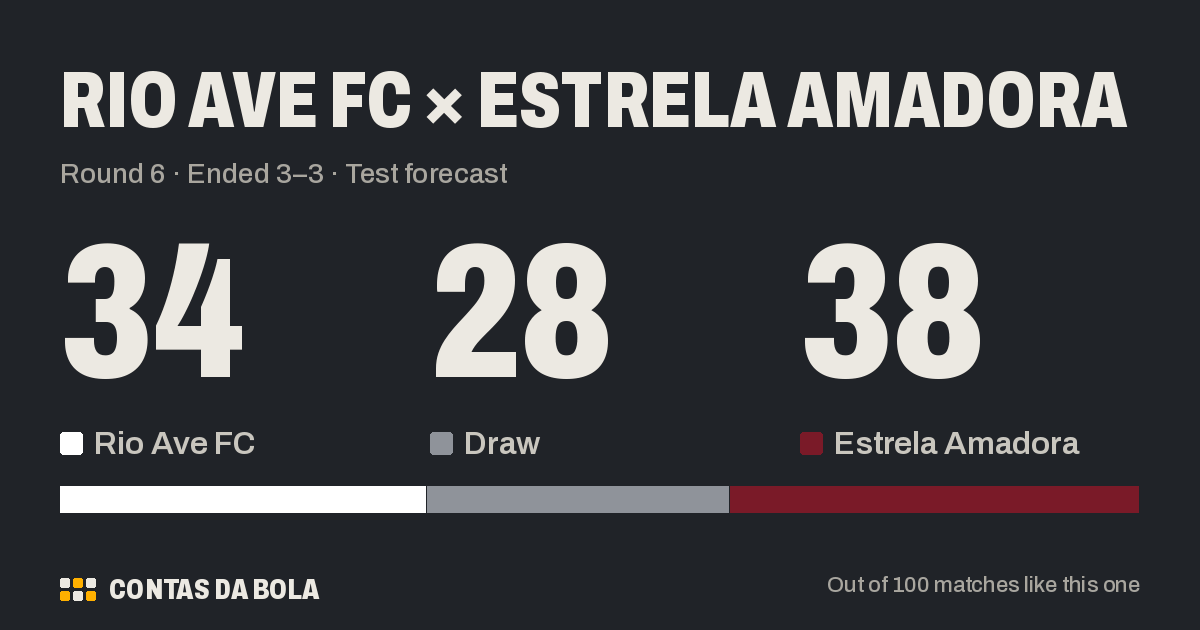 RIO AVE FC × ESTRELA AMADORA
Round 6 · Ended 3–3 · Test forecast
34 28 38
Rio Ave FC Draw Estrela Amadora
CONTAS DA BOLA Out of 100 matches like this one